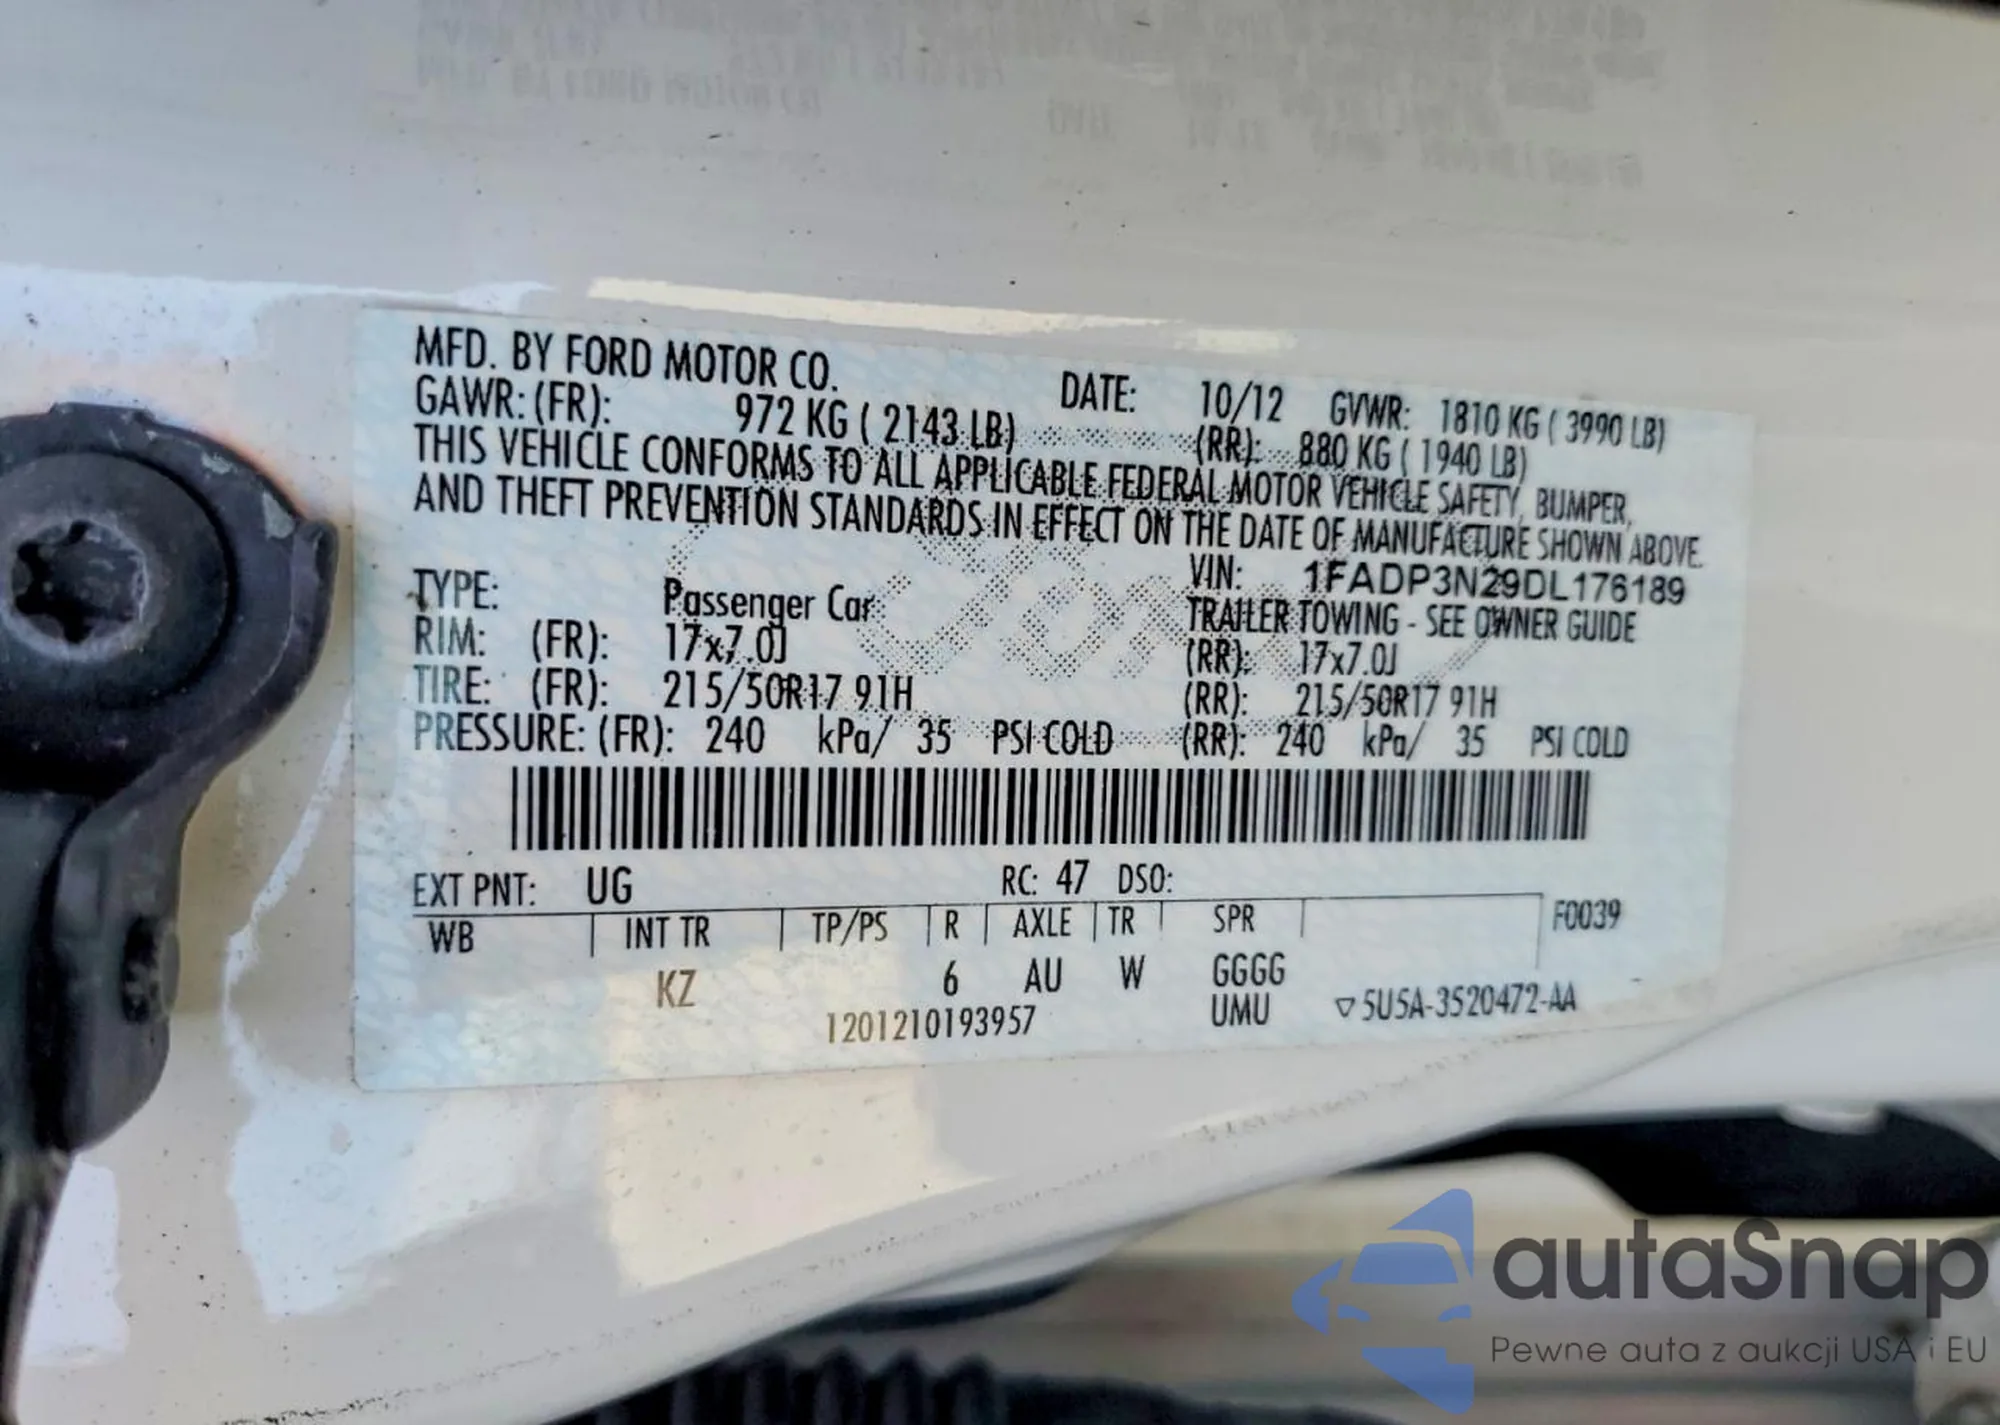 MFD. BY FORD MOTOR CO. DATE: 10/12 GVWR: 1810 KG ( 3990 LB)
GAWR: (FR): 972 KG ( 2143 LB) (RR): 880 KG ( 1940 LB)
THIS VEHICLE CONFORMS TO ALL APPLICABLE FEDERAL MOTOR VEHICLE SAFETY, BUMPER,
AND THEFT PREVENTION STANDARDS IN EFFECT ON THE DATE OF MANUFACTURE SHOWN ABOVE.
VIN: 1FADP3N29DL176189
TYPE: Passenger Car TRAILER TOWING - SEE OWNER GUIDE
RIM: (FR): 17x7.0J (RR): 17x7.0J
TIRE: (FR): 215/50R17 91H (RR): 215/50R17 91H
PRESSURE: (FR): 240 kPa/ 35 PSI COLD (RR): 240 kPa/ 35 PSI COLD
EXT PNT: UG RC: 47 DSO:
WB INT TR TP/PS R AXLE TR SPR F0039
KZ 6 AU W GGGG
1201210193957 UMU ▽5U5A-3520472-AA
autaSnap
Pewne auta z aukcji USA i EU